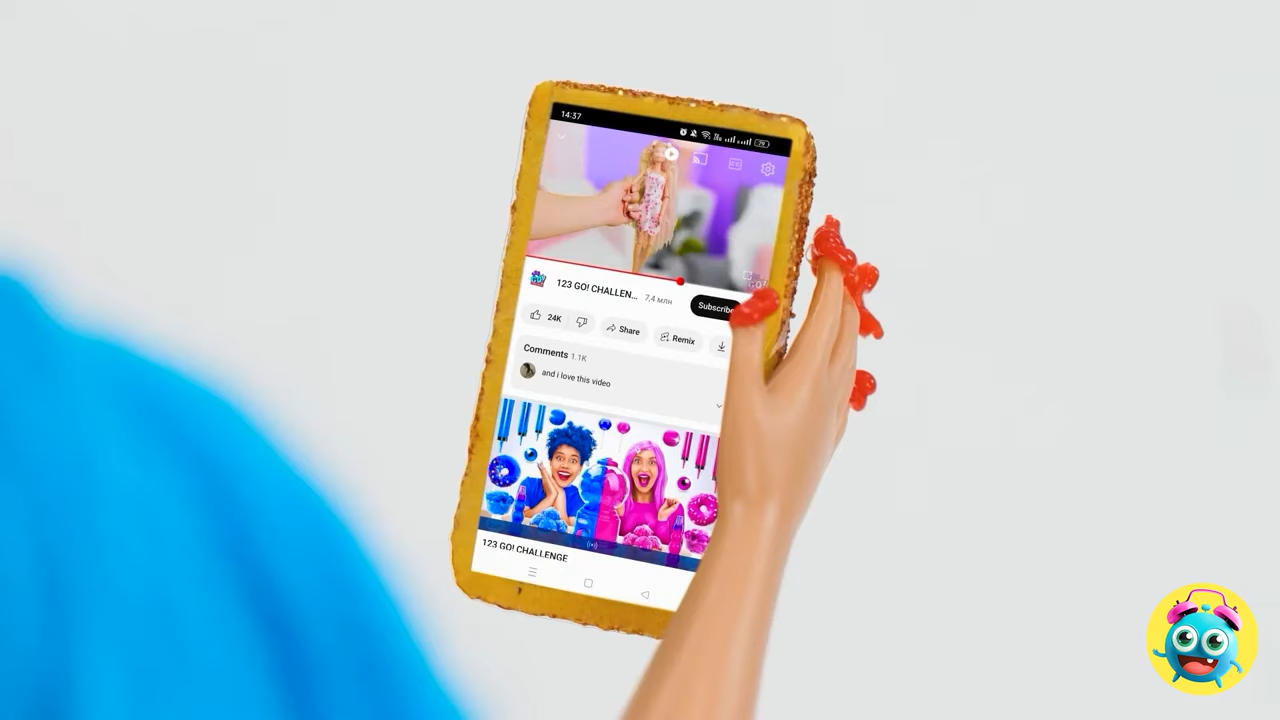 14:37
79
123 GO! CHALLEN...
7,4 млн
Subscribe
24K
Share
Remix
Comments 1.1K
and i love this video
123 GO! CHALLENGE